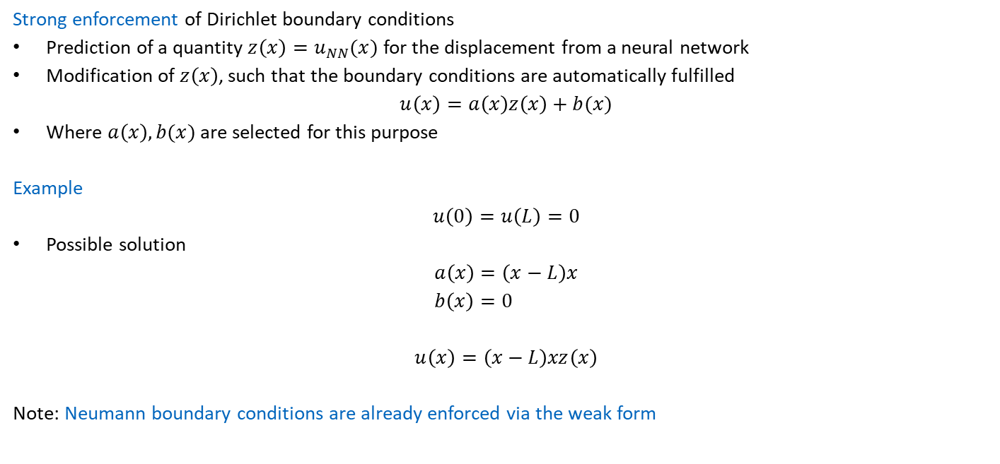 Strong enforcement of Dirichlet boundary conditions
• Prediction of a quantity z(x) = u_NN(x) for the displacement from a neural network
• Modification of z(x), such that the boundary conditions are automatically fulfilled
u(x) = a(x)z(x) + b(x)
• Where a(x), b(x) are selected for this purpose
Example
u(0) = u(L) = 0
• Possible solution
a(x) = (x − L)x
b(x) = 0
u(x) = (x − L)xz(x)
Note: Neumann boundary conditions are already enforced via the weak form